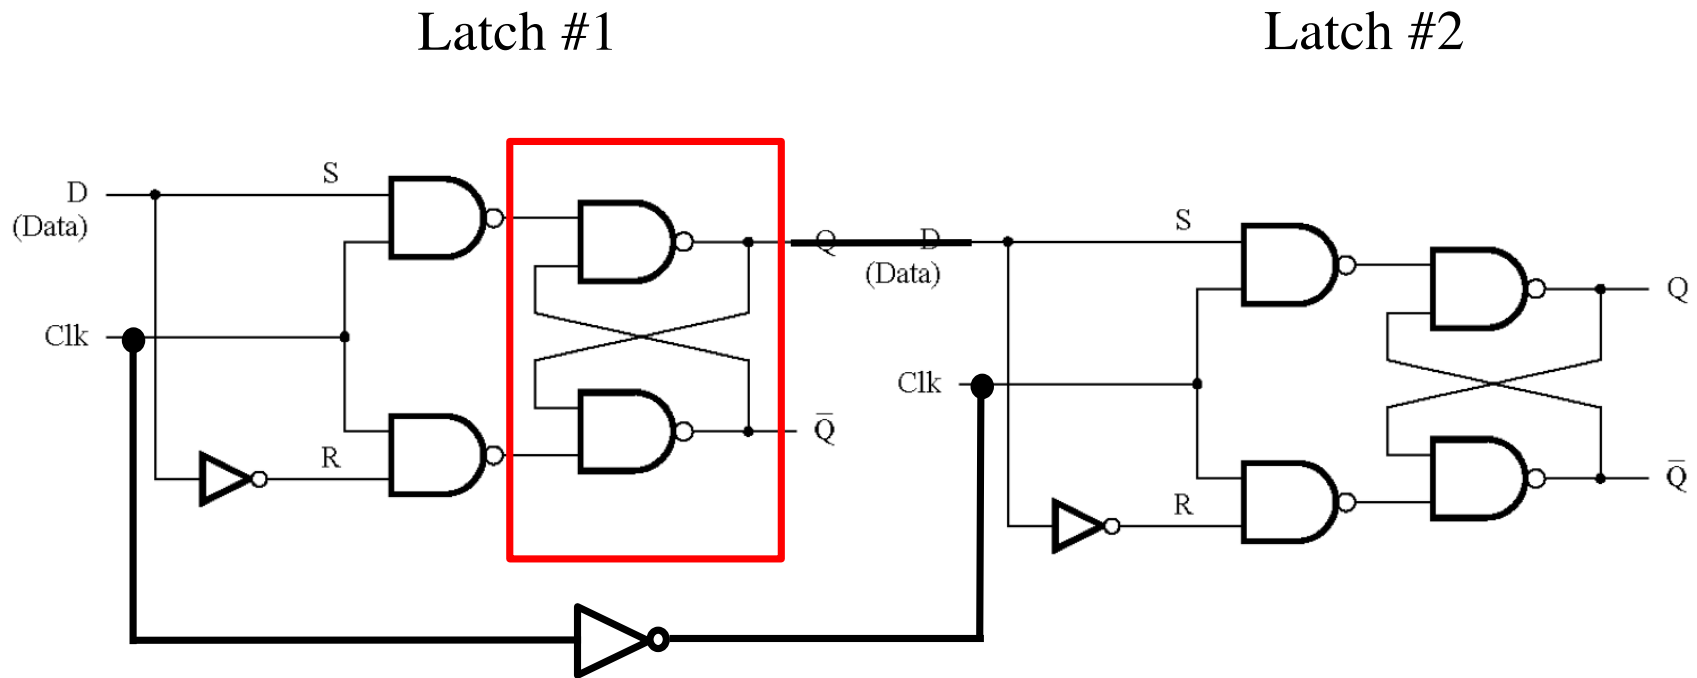 Latch #1
Latch #2
D
(Data)
S
Clk
R
Q
Q̅
D
(Data)
S
Clk
R
Q
Q̅